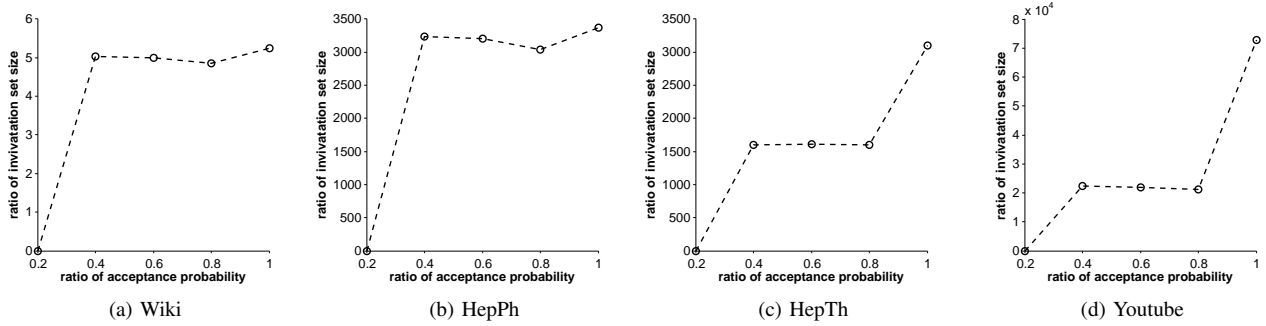 6
5
4
3
2
1
0
0.2 0.4 0.6 0.8 1
ratio of invivatation set size
ratio of acceptance probability
(a) Wiki
3500
3000
2500
2000
1500
1000
500
0
0.2 0.4 0.6 0.8 1
ratio of invivatation set size
ratio of acceptance probability
(b) HepPh
3500
3000
2500
2000
1500
1000
500
0
0.2 0.4 0.6 0.8 1
ratio of invivatation set size
ratio of acceptance probability
(c) HepTh
x 10^4
8
7
6
5
4
3
2
1
0
0.2 0.4 0.6 0.8 1
ratio of invivatation set size
ratio of acceptance probability
(d) Youtube